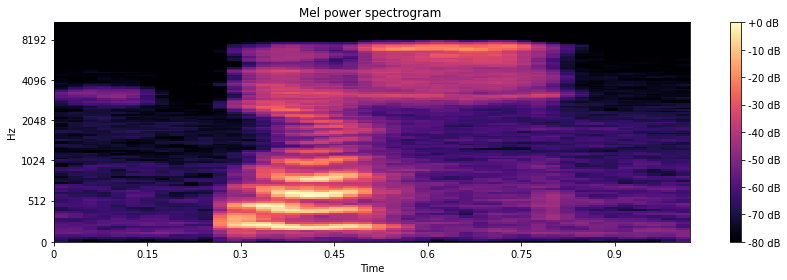 Mel power spectrogram
Hz
8192
4096
2048
1024
512
0
0 0.15 0.3 0.45 0.6 0.75 0.9
Time
+0 dB
-10 dB
-20 dB
-30 dB
-40 dB
-50 dB
-60 dB
-70 dB
-80 dB